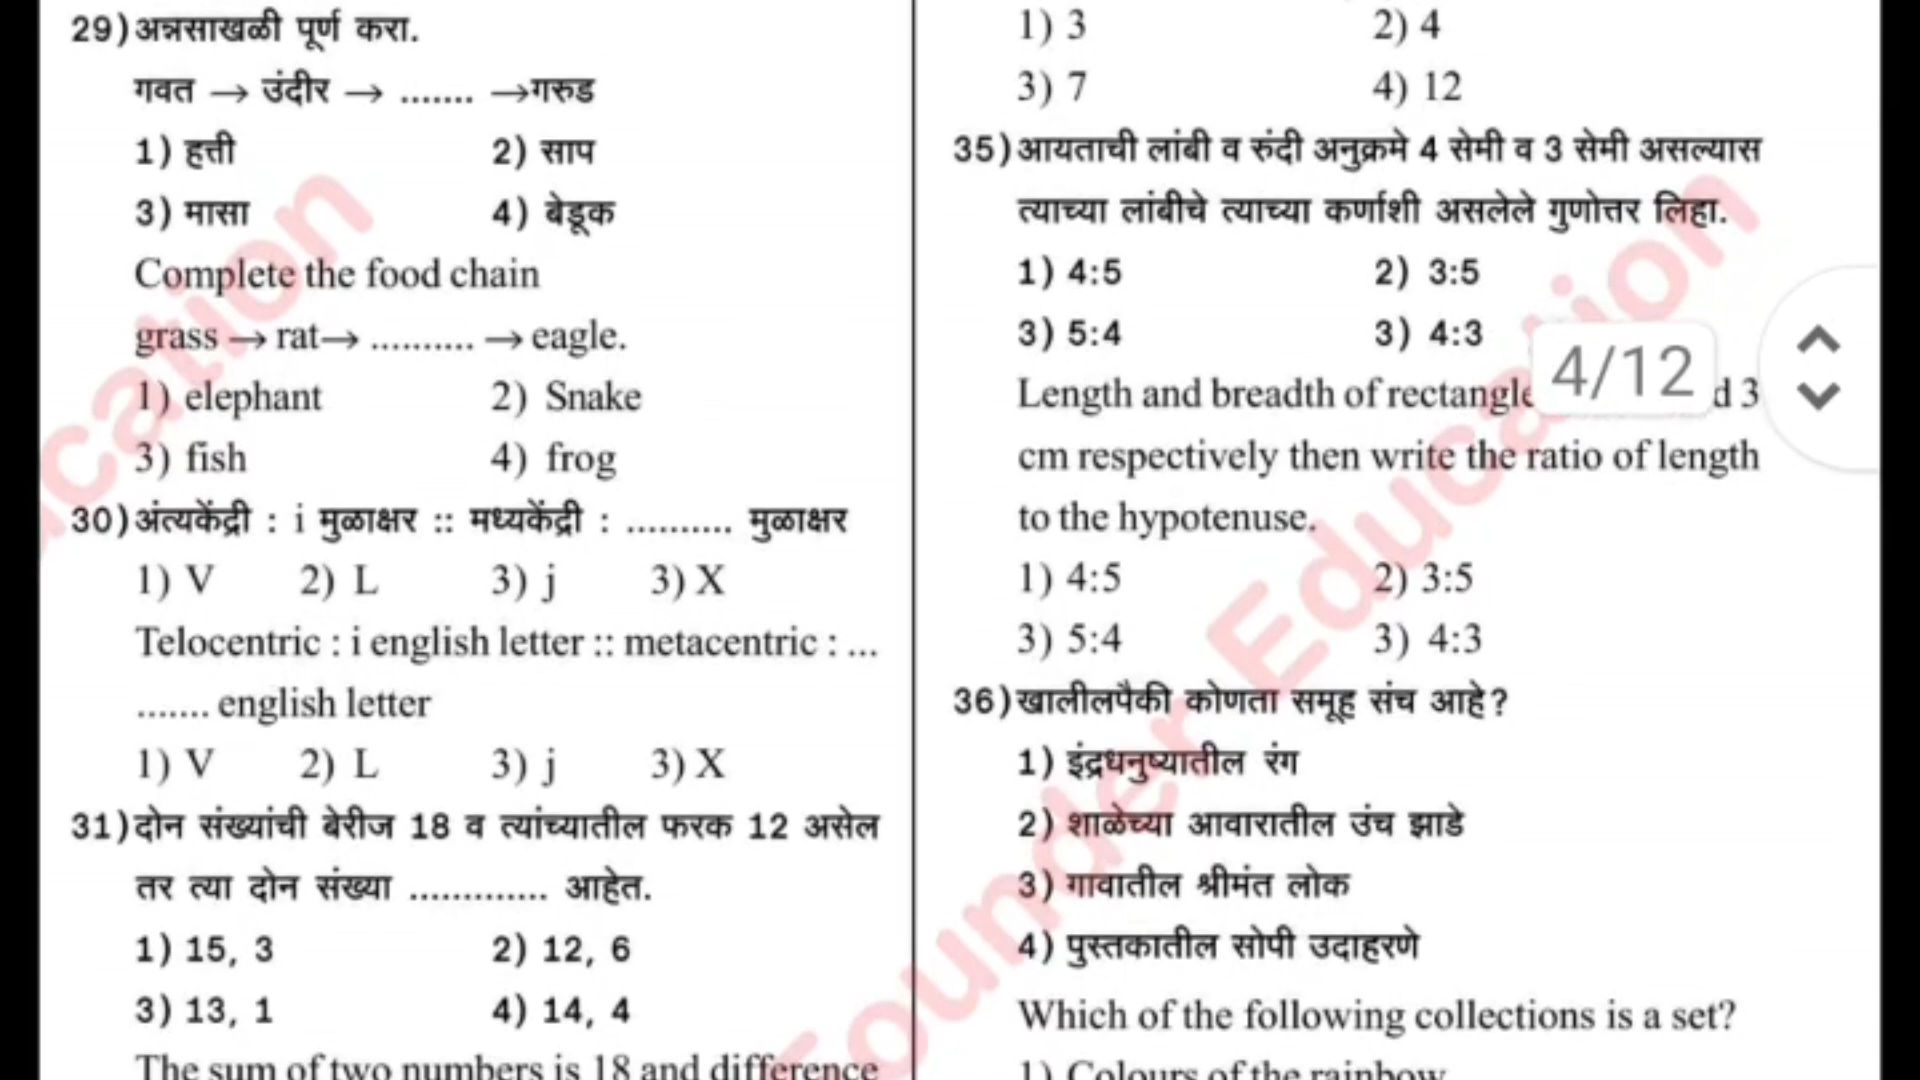 29) अन्नसाखळी पूर्ण करा.
गवत → उंदीर → ....... →गरुड
1) हत्ती 2) साप
3) मासा 4) बेडूक
Complete the food chain
grass → rat→ .......... → eagle.
1) elephant 2) Snake
3) fish 4) frog
30) अंत्यकेंद्री : i मुळाक्षर :: मध्यकेंद्री : .......... मुळाक्षर
1) V 2) L 3) j 3) X
Telocentric : i english letter :: metacentric : ...
....... english letter
1) V 2) L 3) j 3) X
31) दोन संख्यांची बेरीज 18 व त्यांच्यातील फरक 12 असेल
तर त्या दोन संख्या ............. आहेत.
1) 15, 3 2) 12, 6
3) 13, 1 4) 14, 4
The sum of two numbers is 18 and difference
1) 3 2) 4
3) 7 4) 12
35) आयताची लांबी व रुंदी अनुक्रमे 4 सेमी व 3 सेमी असल्यास
त्याच्या लांबीचे त्याच्या कर्णाशी असलेले गुणोत्तर लिहा.
1) 4:5 2) 3:5
3) 5:4 3) 4:3
Length and breadth of rectangle d 3
cm respectively then write the ratio of length
to the hypotenuse.
1) 4:5 2) 3:5
3) 5:4 3) 4:3
36) खालीलपैकी कोणता समूह संच आहे?
1) इंद्रधनुष्यातील रंग
2) शाळेच्या आवारातील उंच झाडे
3) गावातील श्रीमंत लोक
4) पुस्तकातील सोपी उदाहरणे
Which of the following collections is a set?
1) Colours of the rainbow
4/12
ucation
Founder Education